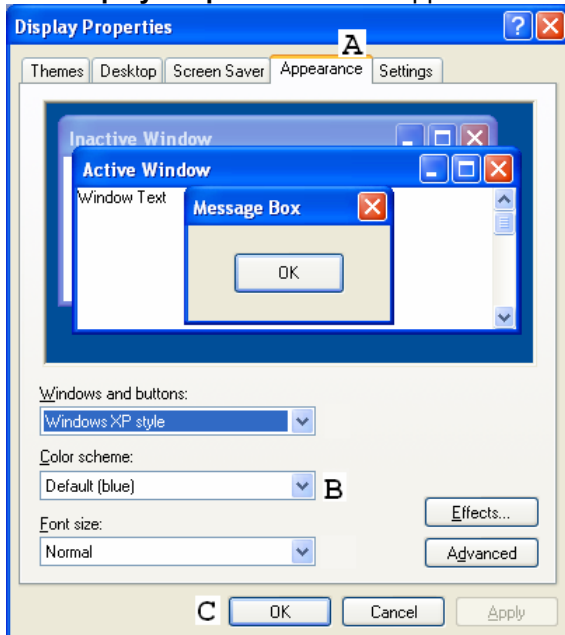 Display Properties
A
Themes Desktop Screen Saver Appearance Settings
Inactive Window
Active Window
Window Text
Message Box
OK
Windows and buttons:
Windows XP style
Color scheme:
Default (blue)
B
Effects...
Font size:
Normal
Advanced
C OK Cancel Apply